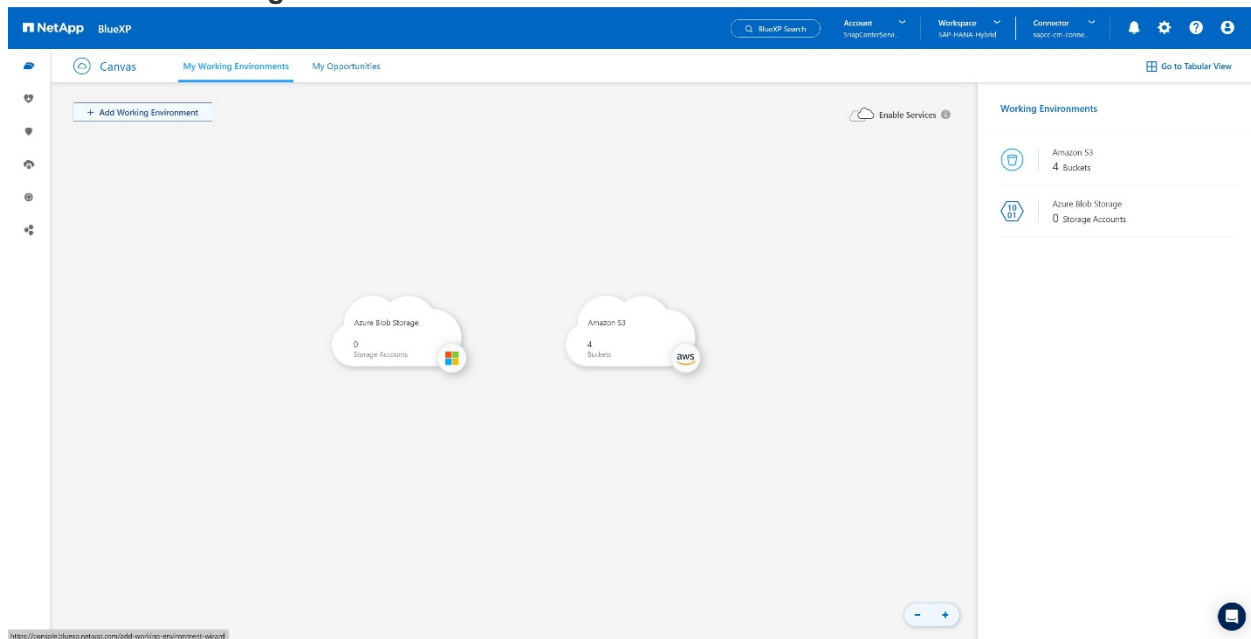 NetApp BlueXP
BlueXP Search
Account
SnapCenterServi...
Workspace
SAP-HANA-Hybrid
Connector
sapcc-cm-conne...
Canvas
My Working Environments
My Opportunities
Go to Tabular View
+ Add Working Environment
Enable Services
Working Environments
Amazon S3
4 Buckets
10
01
Azure Blob Storage
0 Storage Accounts
Azure Blob Storage
0
Storage Accounts
Amazon S3
4
Buckets
aws
- +
https://console.bluexp.netapp.com/add-working-environment-wizard